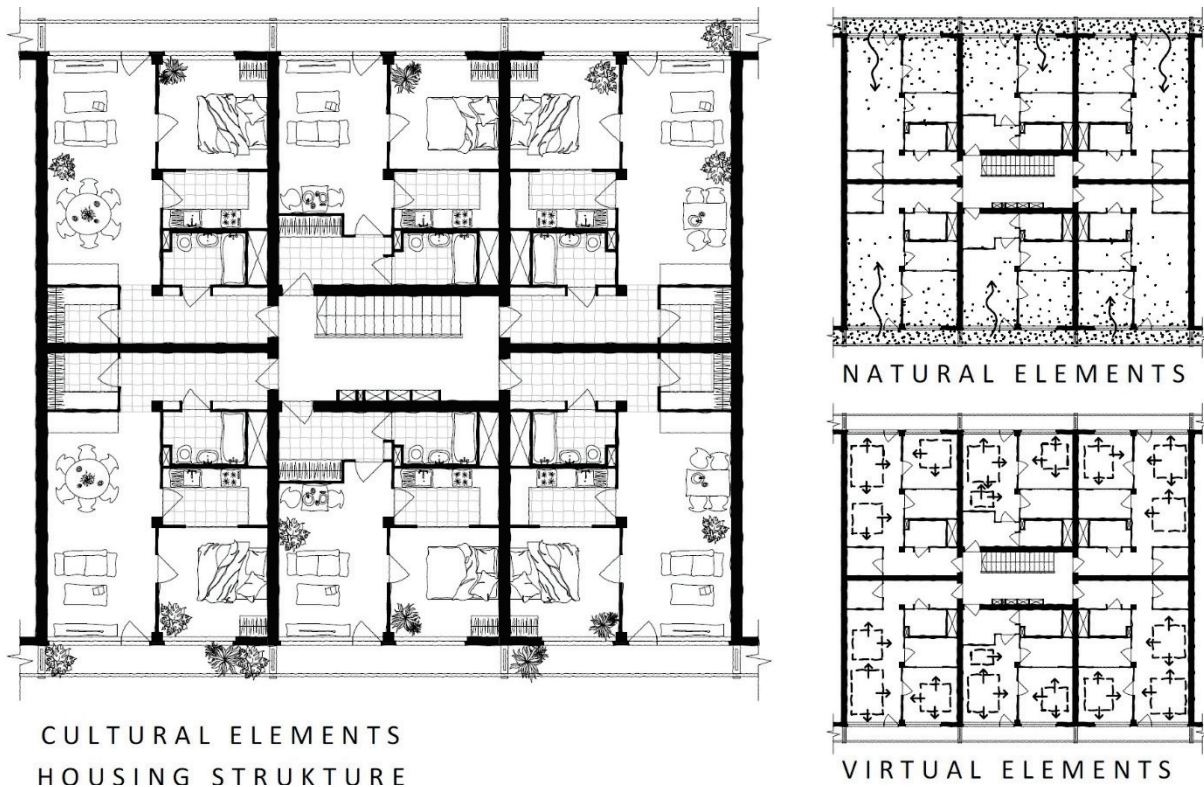 CULTURAL ELEMENTS
HOUSING STRUKTURE
NATURAL ELEMENTS
VIRTUAL ELEMENTS